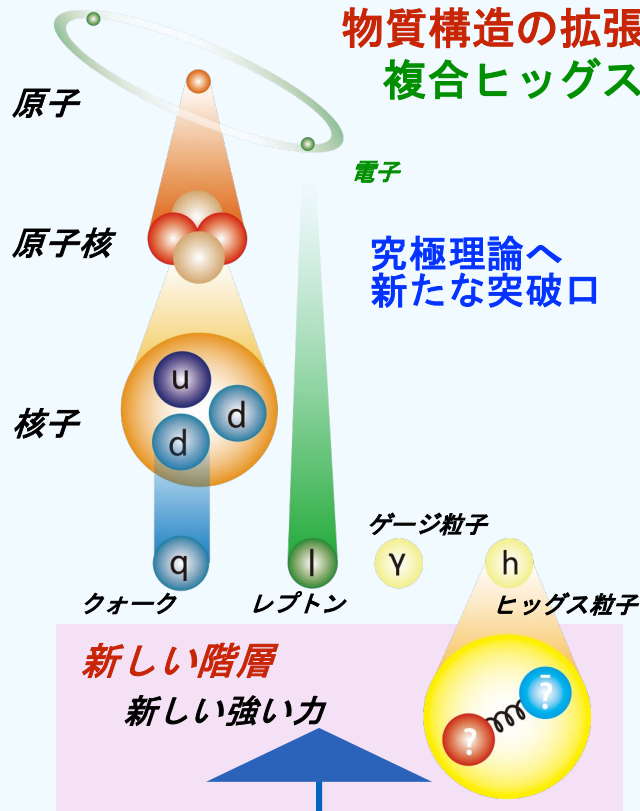 物質構造の拡張
複合ヒッグス
原子
電子
原子核
究極理論へ
新たな突破口
u
d
d
核子
ゲージ粒子
q
l
γ
h
クォーク
レプトン
ヒッグス粒子
新しい階層
新しい強い力
?
?